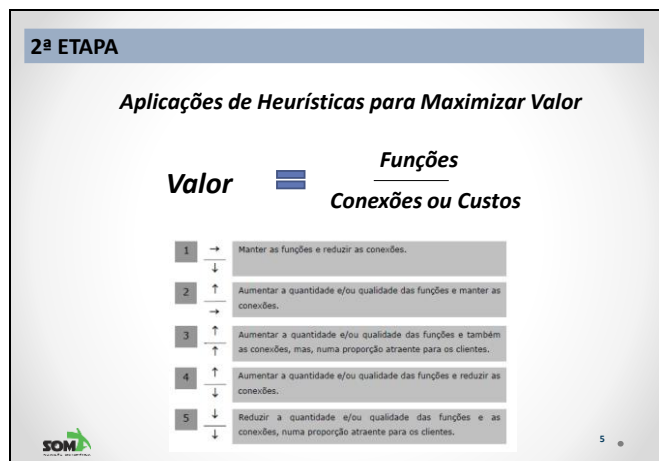 2ª ETAPA
Aplicações de Heurísticas para Maximizar Valor
Valor = Funções
Conexões ou Custos
1 → ↓ Manter as funções e reduzir as conexões.
2 ↑ → Aumentar a quantidade e/ou qualidade das funções e manter as
conexões.
3 ↑ ↑ Aumentar a quantidade e/ou qualidade das funções e também
as conexões, mas, numa proporção atraente para os clientes.
4 ↑ ↓ Aumentar a quantidade e/ou qualidade das funções e reduzir as
conexões.
5 ↓ ↓ Reduzir a quantidade e/ou qualidade das funções e as
conexões, numa proporção atraente para os clientes.
SOM
5